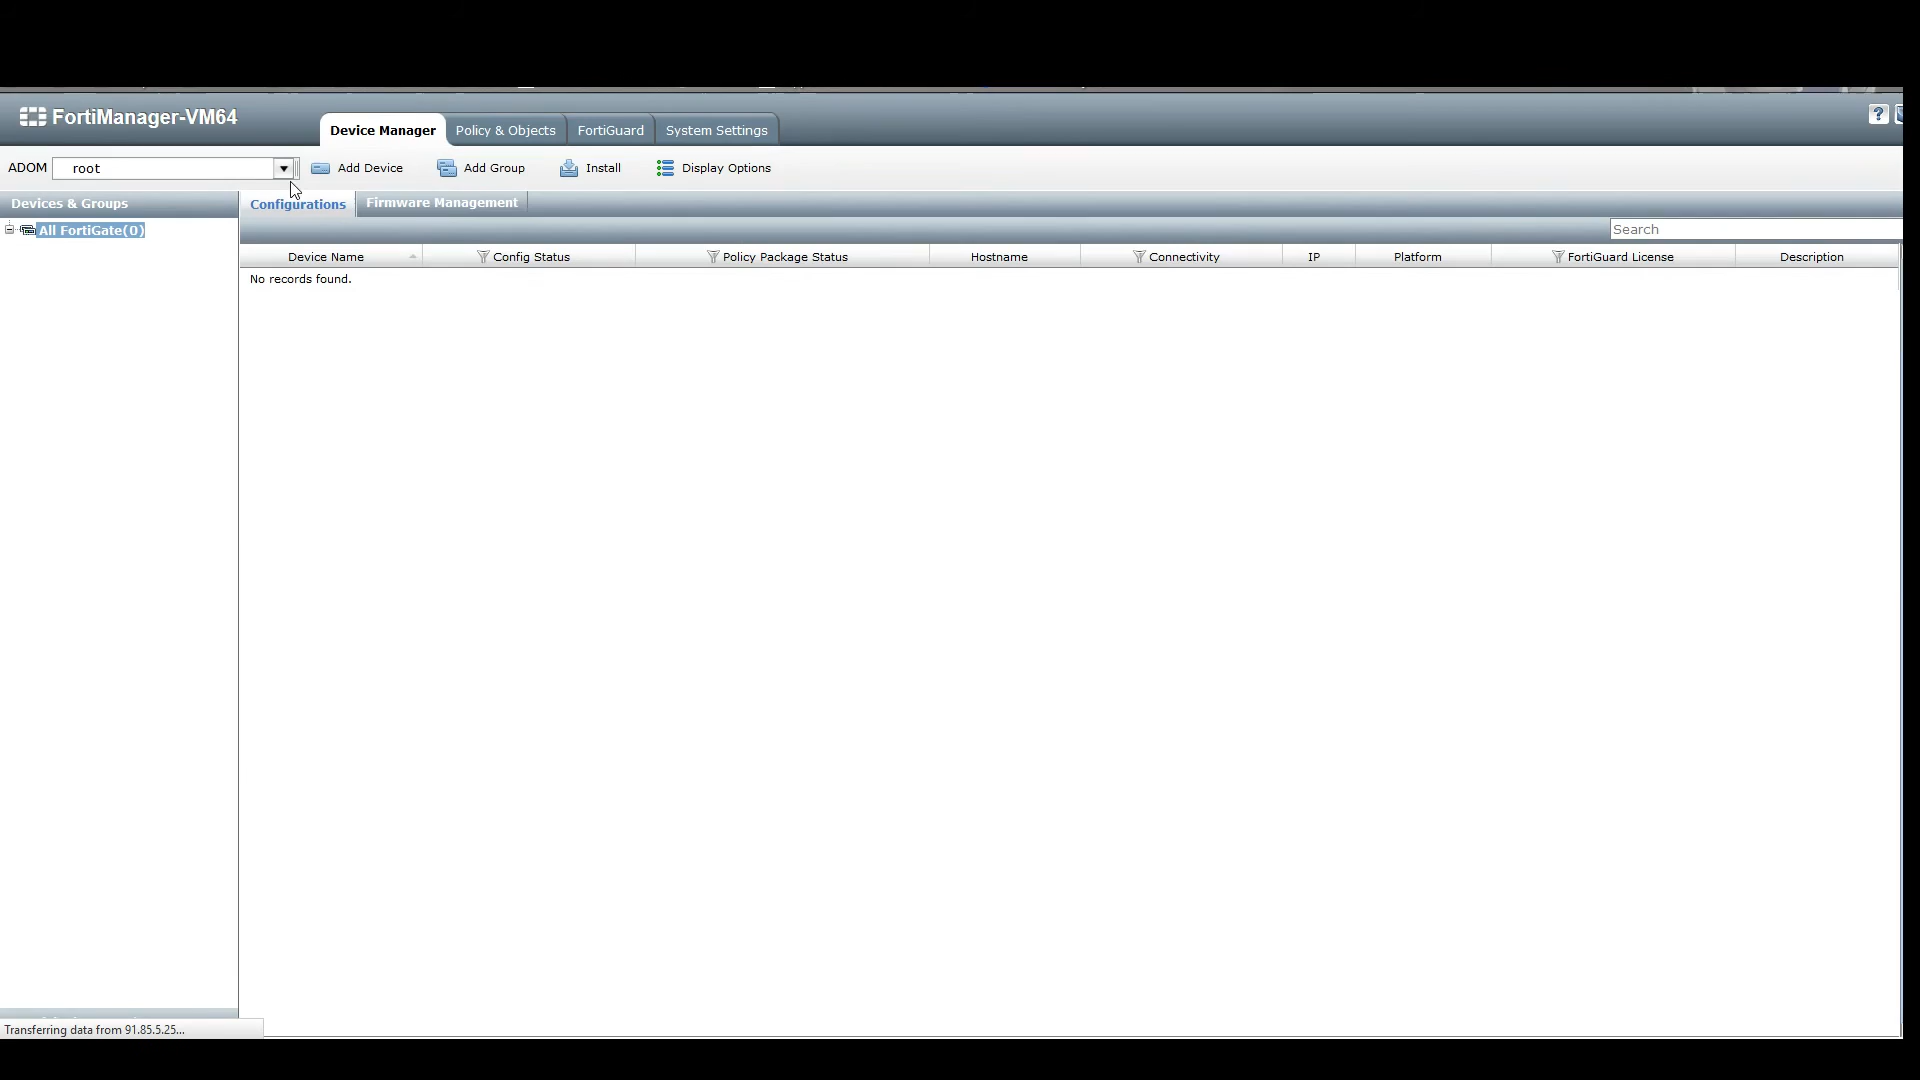 FortiManager-VM64
Device Manager
Policy & Objects
FortiGuard
System Settings
?
ADOM
root
Add Device
Add Group
Install
Display Options
Devices & Groups
Configurations
Firmware Management
All FortiGate(0)
Search
Device Name
Config Status
Policy Package Status
Hostname
Connectivity
IP
Platform
FortiGuard License
Description
No records found.
Transferring data from 91.85.5.25...